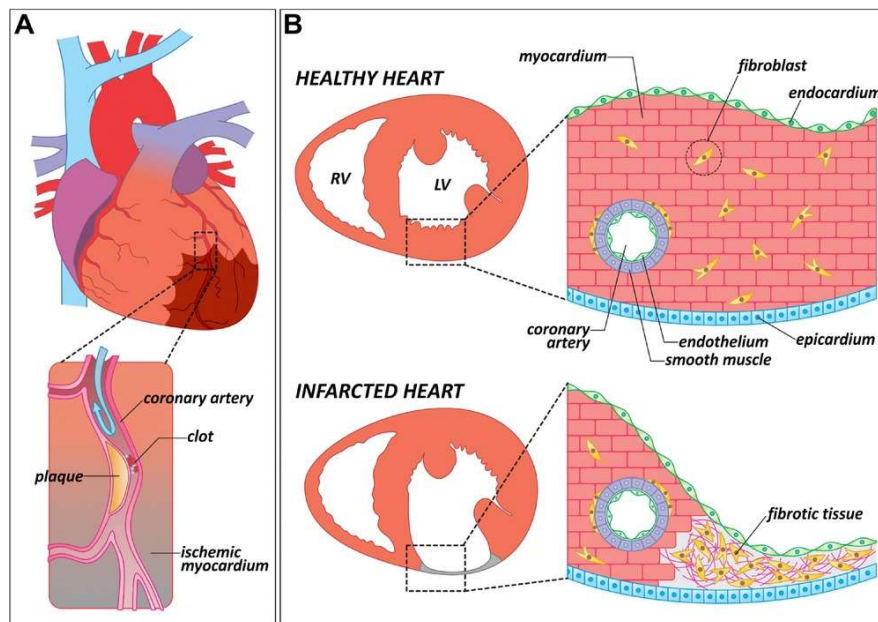 A
coronary artery
clot
plaque
ischemic
myocardium
B
HEALTHY HEART
RV
LV
myocardium
fibroblast
endocardium
coronary
artery
endothelium
smooth muscle
epicardium
INFARCTED HEART
fibrotic tissue